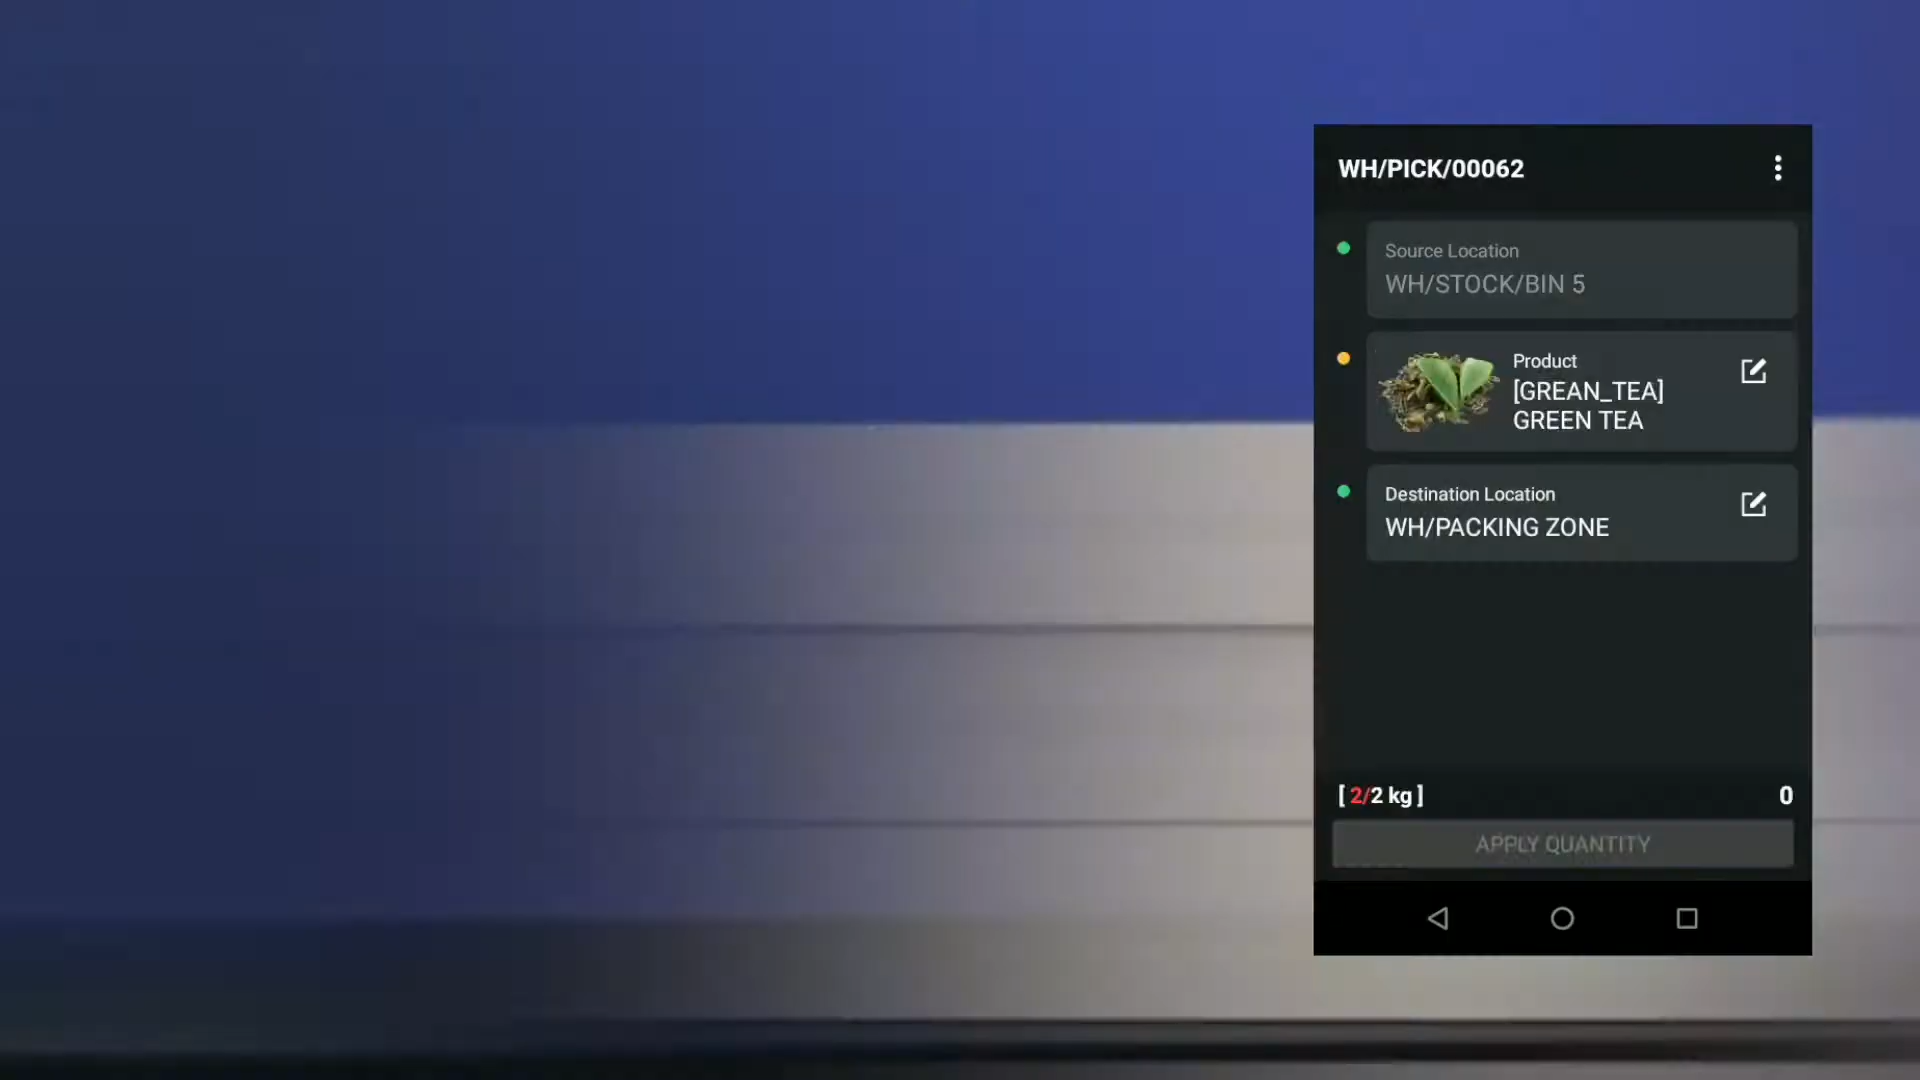 WH/PICK/00062
Source Location
WH/STOCK/BIN 5
Product
[GREAN_TEA]
GREEN TEA
Destination Location
WH/PACKING ZONE
[ 2/2 kg ]
0
APPLY QUANTITY